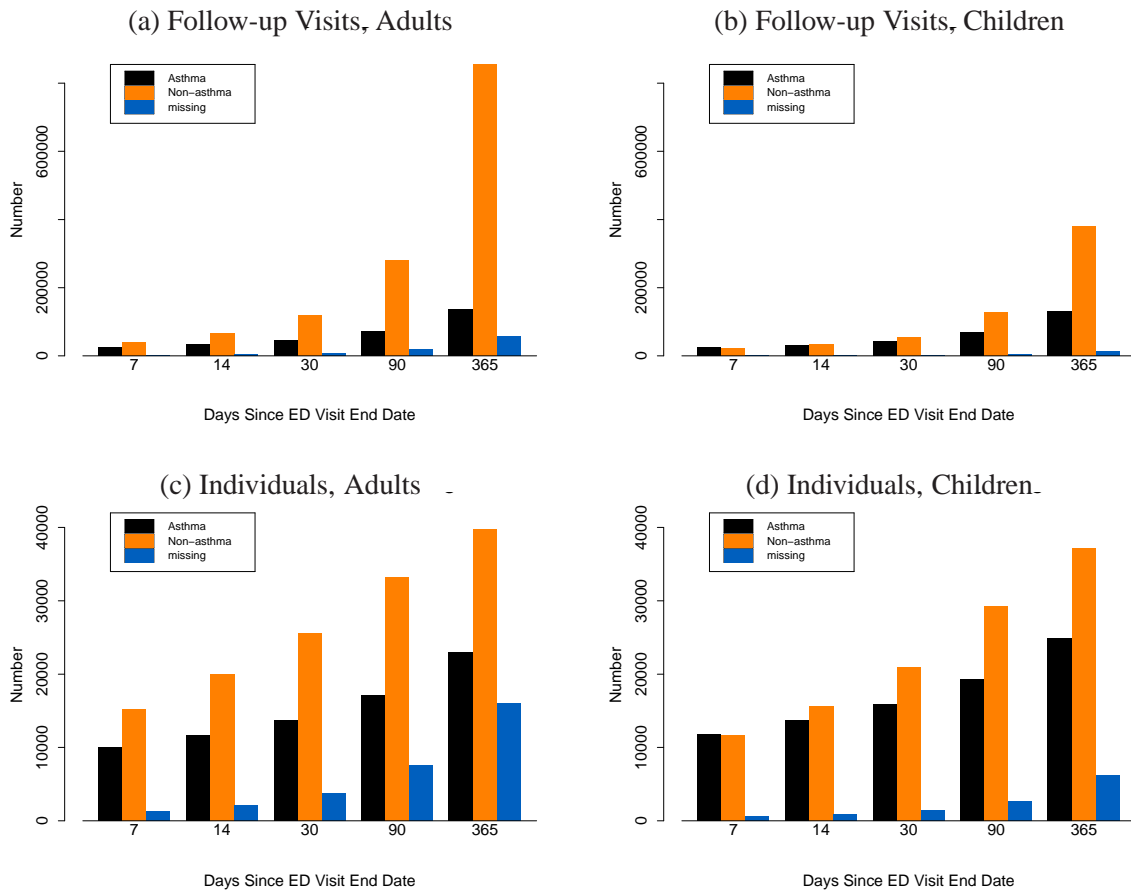 (a) Follow-up Visits, Adults
Asthma
Non-asthma
missing
Number
0
200000
600000
7
14
30
90
365
Days Since ED Visit End Date
(b) Follow-up Visits, Children
Asthma
Non-asthma
missing
Number
0
200000
600000
7
14
30
90
365
Days Since ED Visit End Date
(c) Individuals, Adults
Asthma
Non-asthma
missing
Number
0
10000
20000
30000
40000
7
14
30
90
365
Days Since ED Visit End Date
(d) Individuals, Children
Asthma
Non-asthma
missing
Number
0
10000
20000
30000
40000
7
14
30
90
365
Days Since ED Visit End Date